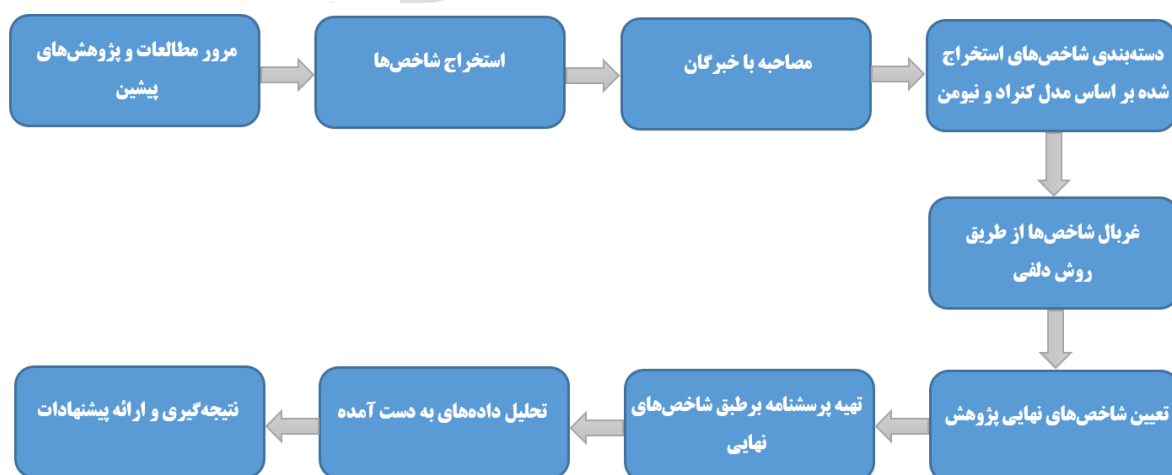 مرور مطالعات و پژوهش‌های
پیشین
استخراج شاخص‌ها
مصاحبه با خبرگان
دسته‌بندی شاخص‌های استخراج
شده بر اساس مدل کنراد و نیومن
غربال شاخص‌ها از طریق
روش دلفی
تعیین شاخص‌های نهایی پژوهش
تهیه پرسشنامه برطبق شاخص‌های
نهایی
تحلیل داده‌های به دست آمده
نتیجه‌گیری و ارائه پیشنهادات